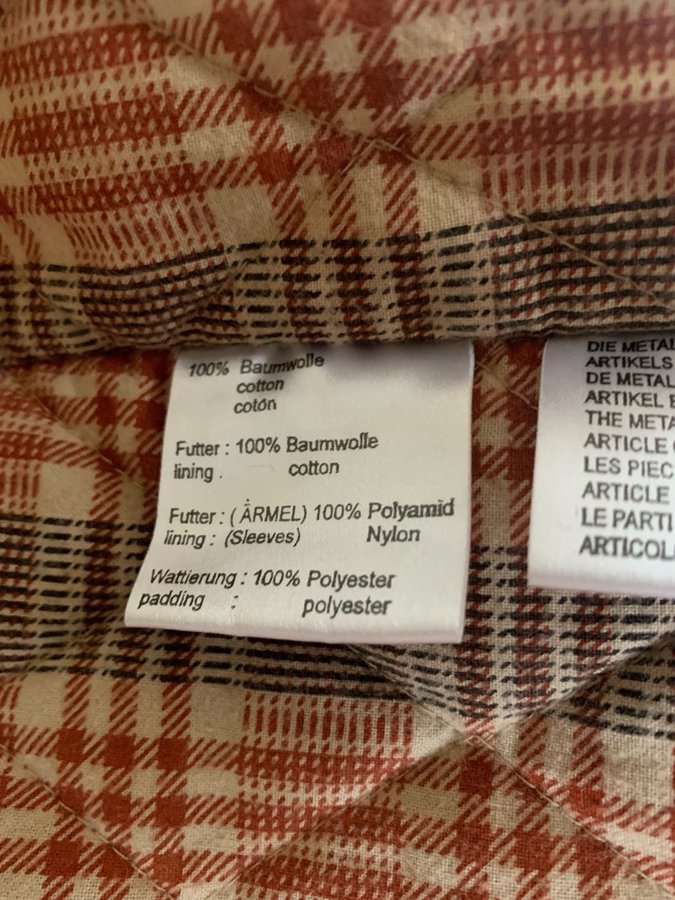 100% Baumwolle
cotton
cotón
Futter : 100% Baumwolle
lining . cotton
Futter : ( ÅRMEL) 100% Polyamid
lining : (Sleeves) Nylon
Wattierung : 100% Polyester
padding : polyester
DIE METAL
ARTIKELS
DE METAL
ARTIKEL
THE META
ARTICLE
LES PIEC
ARTICLE
LE PARTI
ARTICOL